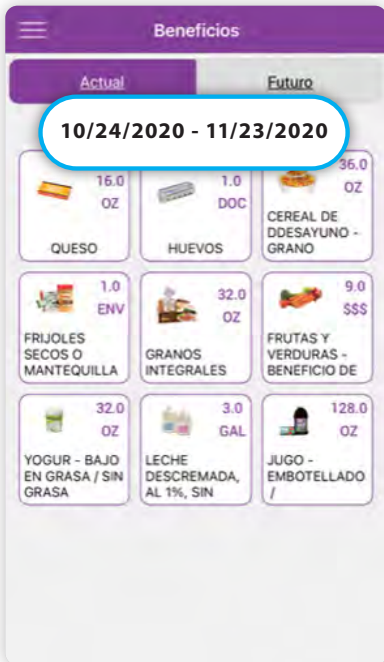 Beneficios
Actual
Futuro
10/24/2020 - 11/23/2020
16.0
OZ
QUESO
1.0
DOC
HUEVOS
36.0
OZ
CEREAL DE
DDESAYUNO -
GRANO
1.0
ENV
FRIJOLES
SECOS O
MANTEQUILLA
32.0
OZ
GRANOS
INTEGRALES
9.0
$$$
FRUTAS Y
VERDURAS -
BENEFICIO DE
32.0
OZ
YOGUR - BAJO
EN GRASA / SIN
GRASA
3.0
GAL
LECHE
DESCREMADA,
AL 1%, SIN
128.0
OZ
JUGO -
EMBOTELLADO
/